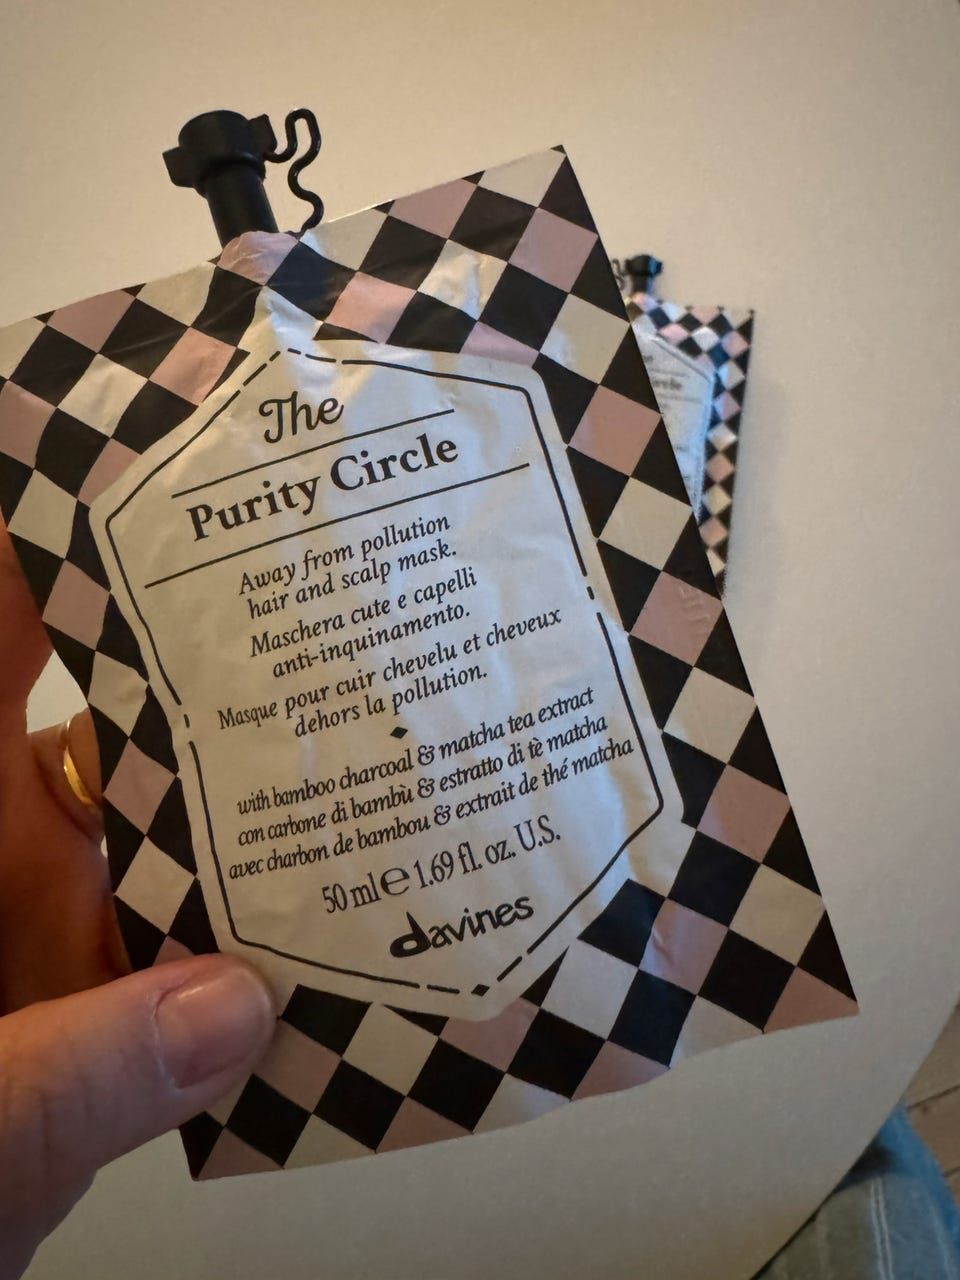 The
Purity Circle
Away from pollution
hair and scalp mask.
Maschera cute e capelli
anti-inquinamento.
Masque pour cuir chevelu et cheveux
dehors la pollution.
with bamboo charcoal & matcha tea extract
con carbone di bambù & estratto di tè matcha
avec charbon de bambou & extrait de thé matcha
50 ml ℮ 1.69 fl. oz. U.S.
davines